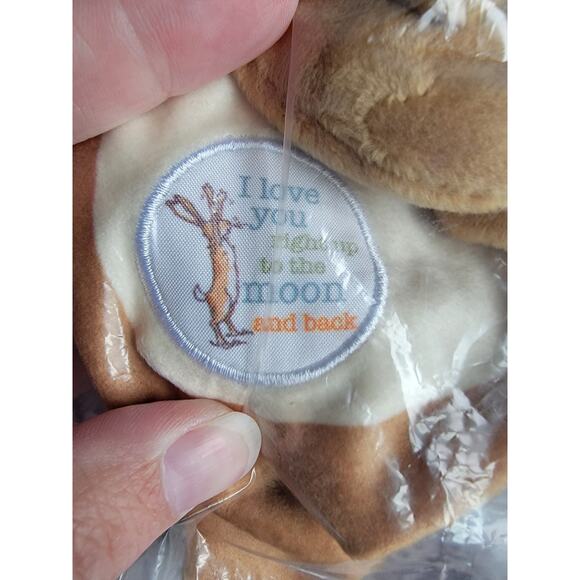 I love
you
right up
to the
moon
and back